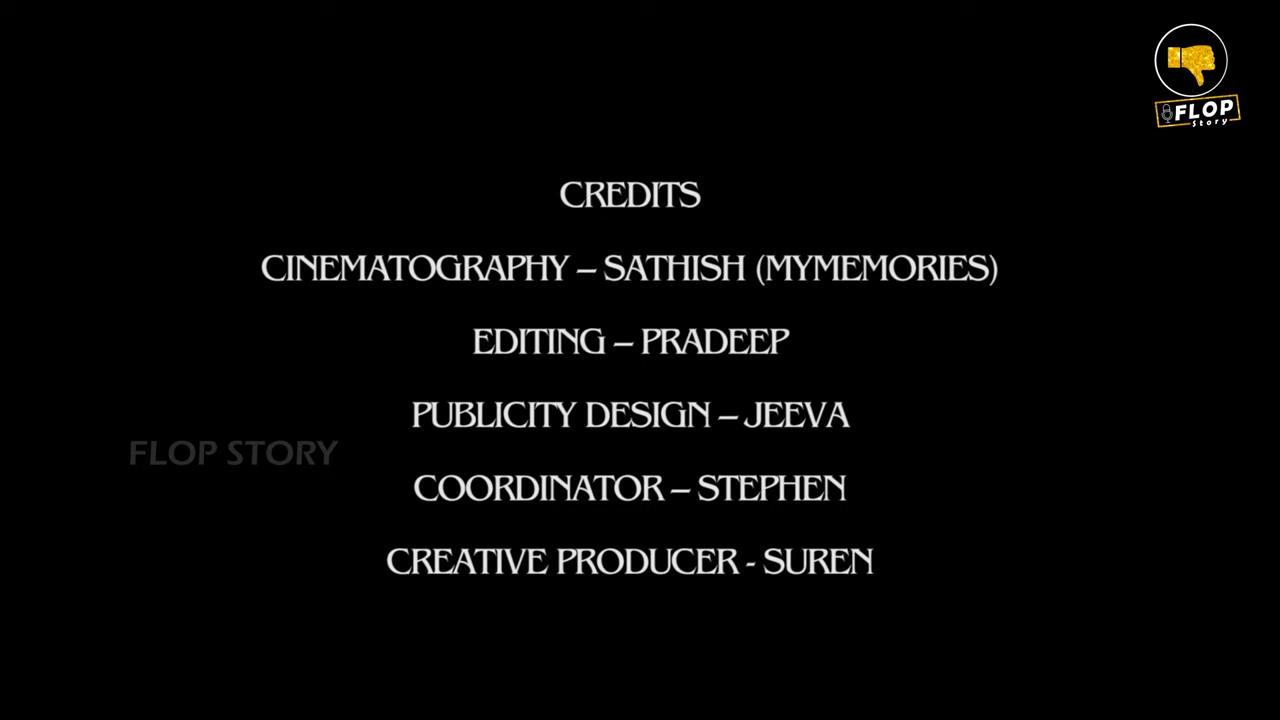 FLOP
Story
CREDITS
CINEMATOGRAPHY – SATHISH (MYMEMORIES)
EDITING – PRADEEP
PUBLICITY DESIGN – JEEVA
FLOP STORY
COORDINATOR – STEPHEN
CREATIVE PRODUCER - SUREN